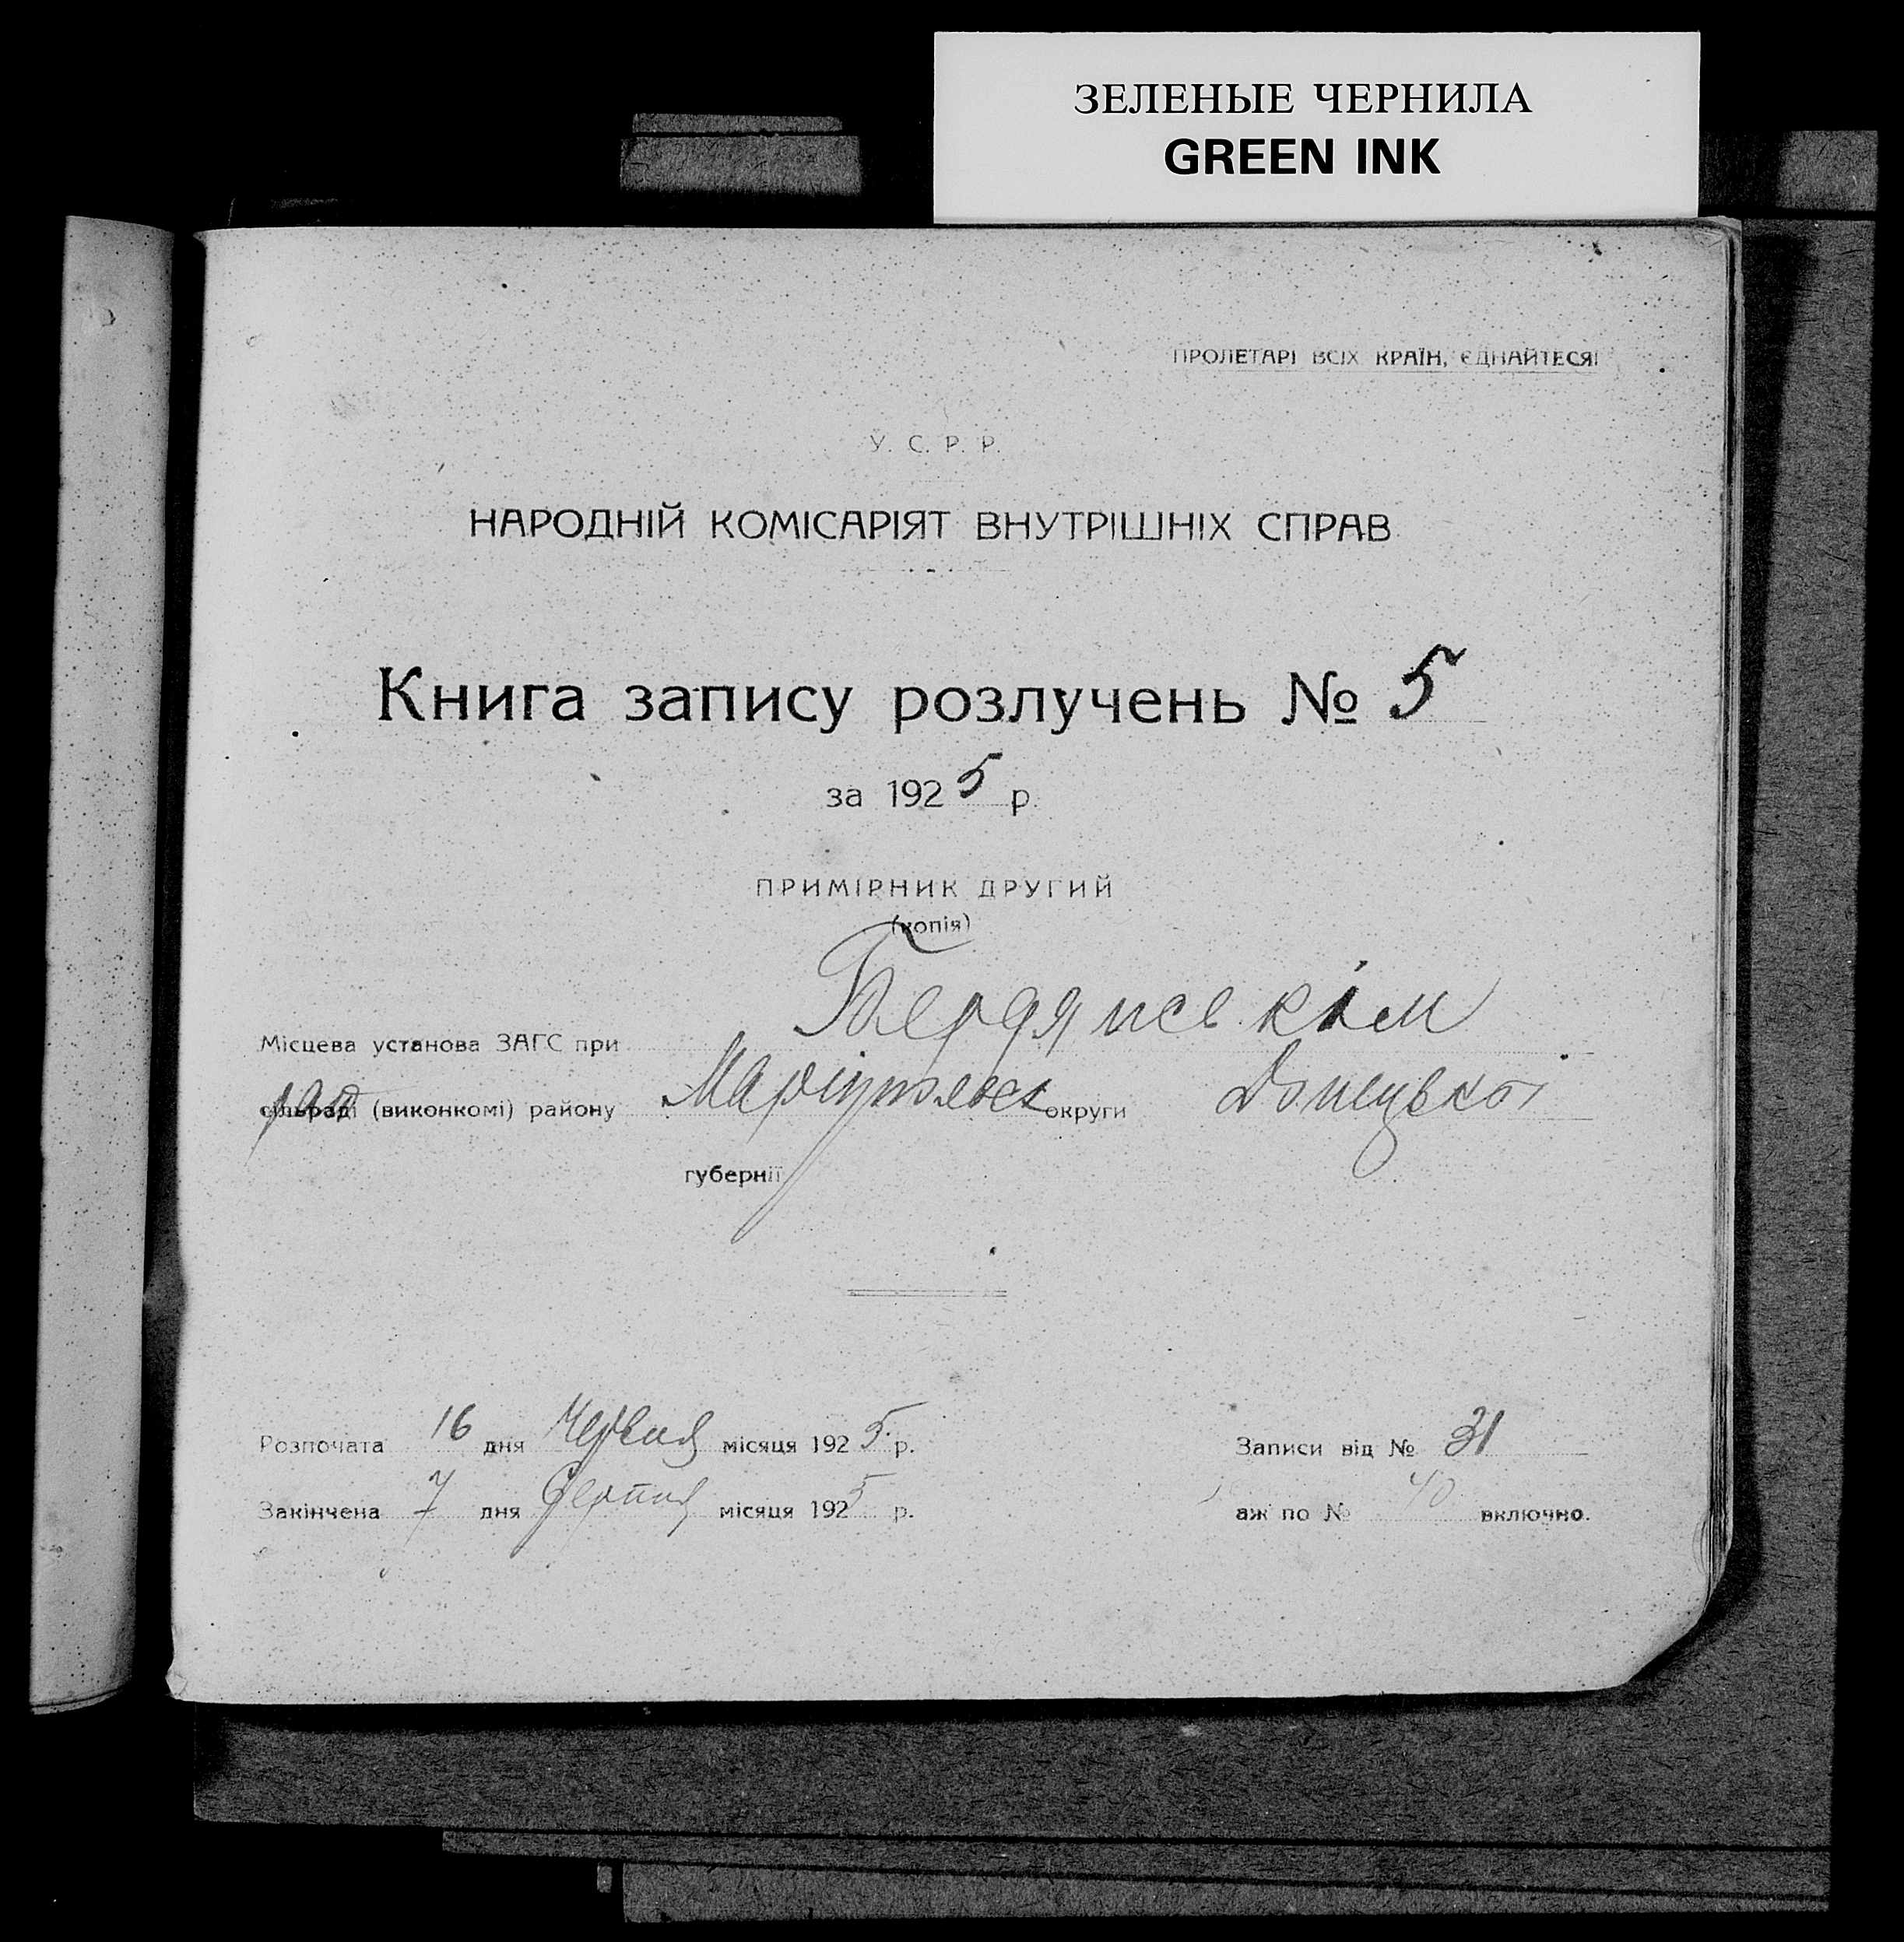 ЗЕЛЕНЫЕ ЧЕРНИЛА
GREEN INK
ПРОЛЕТАРІ ВСІХ КРАЇН, ЄДНАЙТЕСЯ!
У. С. Р. Р.
НАРОДНІЙ КОМІСАРІЯТ ВНУТРІШНІХ СПРАВ
Книга запису розлучень № 5
за 1925 р.
ПРИМІРНИК ДРУГИЙ
(копія)
Місцева установа ЗАГС при Бердянськім
сільраді (виконкомі) району Маріупольськ округи Донецької
губернії
Розпочата 16 дня Червня місяця 1925 р. Записи від № 31
Закінчена 7 дня Серпня місяця 1925 р. аж по № 40 включно.